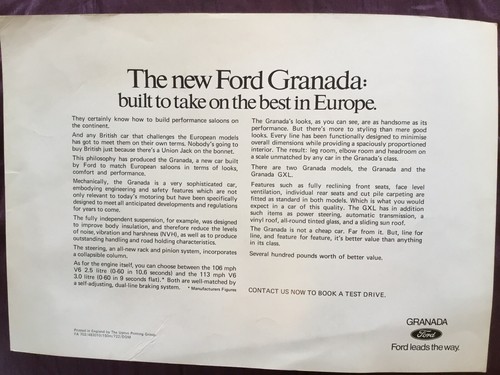 The new Ford Granada:
built to take on the best in Europe.
They certainly know how to build performance saloons on
the continent.
And any British car that challenges the European models
has got to meet them on their own terms. Nobody's going to
buy British just because there's a Union Jack on the bonnet.
This philosophy has produced the Granada, a new car built
by Ford to match European saloons in terms of looks,
comfort and performance.
Mechanically, the Granada is a very sophisticated car,
embodying engineering and safety features which are not
only relevant to today's motoring but have been specifically
designed to meet all anticipated developments and regulations
for years to come.
The fully independent suspension, for example, was designed
to improve body insulation, and therefore reduce the levels
of noise, vibration and harshness (NVH), as well as to produce
outstanding handling and road holding characteristics.
The steering, an all-new rack and pinion system, incorporates
a collapsible column.
As for the engine itself, you can choose between the 106 mph
V6 2.5 litre (0-60 in 10.6 seconds) and the 113 mph V6
3.0 litre (0-60 in 9 seconds flat).* Both are well-matched by
a self-adjusting, dual-line braking system.
* Manufacturers Figures
The Granada's looks, as you can see, are as handsome as its
performance. But there's more to styling than mere good
looks. Every line has been functionally designed to minimise
overall dimensions while providing a spaciously proportioned
interior. The result: leg room, elbow room and headroom on
a scale unmatched by any car in the Granada's class.
There are two Granada models, the Granada and the
Granada GXL.
Features such as fully reclining front seats, face level
ventilation, individual rear seats and cut pile carpeting are
fitted as standard in both models. Which is what you would
expect in a car of this quality. The GXL has in addition
such items as power steering, automatic transmission, a
vinyl roof, all-round tinted glass, and a sliding sun roof.
The Granada is not a cheap car. Far from it. But, line for
line, and feature for feature, it's better value than anything
in its class.
Several hundred pounds worth of better value.
CONTACT US NOW TO BOOK A TEST DRIVE.
Printed in England by The Group
GRANADA
Ford
Ford leads the way.